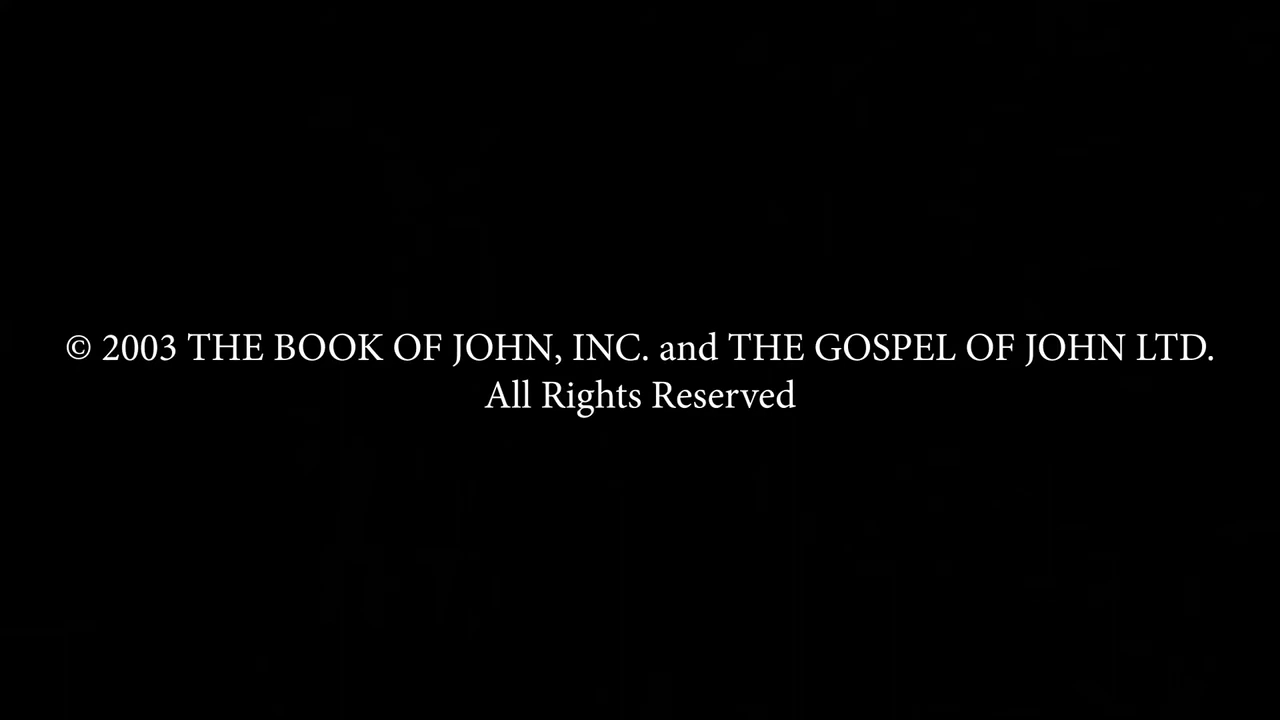 © 2003 THE BOOK OF JOHN, INC. and THE GOSPEL OF JOHN LTD.
All Rights Reserved